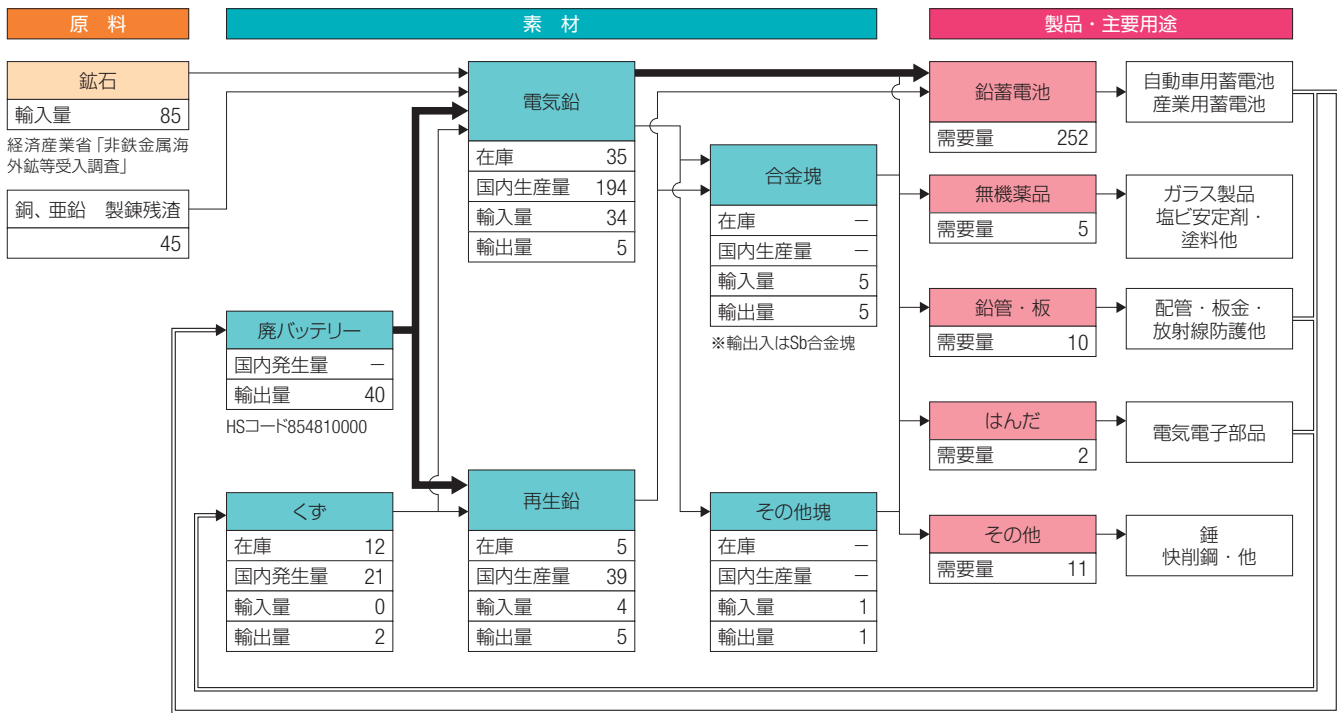 原 料
素 材
製品・主要用途
鉱石
輸入量 85
経済産業省「非鉄金属海
外鉱等受入調査」
銅、亜鉛 製錬残渣
45
廃バッテリー
国内発生量 －
輸出量 40
HSコード854810000
くず
在庫 12
国内発生量 21
輸入量 0
輸出量 2
電気鉛
在庫 35
国内生産量 194
輸入量 34
輸出量 5
再生鉛
在庫 5
国内生産量 39
輸入量 4
輸出量 5
合金塊
在庫 －
国内生産量 －
輸入量 5
輸出量 5
※輸出入はSb合金塊
その他塊
在庫 －
国内生産量 －
輸入量 1
輸出量 1
鉛蓄電池
需要量 252
自動車用蓄電池
産業用蓄電池
無機薬品
需要量 5
ガラス製品
塩ビ安定剤・
塗料他
鉛管・板
需要量 10
配管・板金・
放射線防護他
はんだ
需要量 2
電気電子部品
その他
需要量 11
錘
快削鋼・他